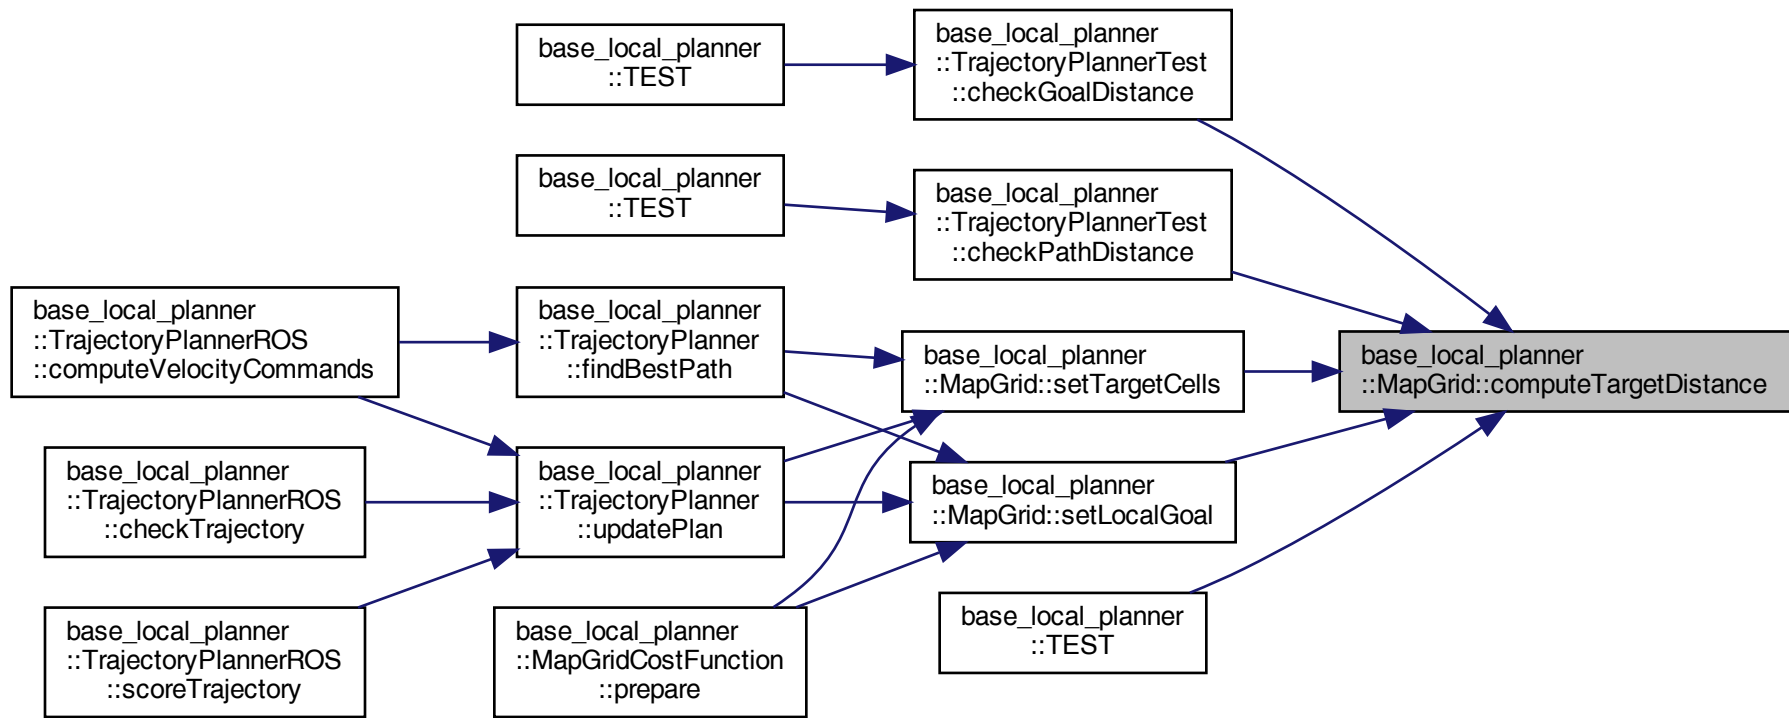 base_local_planner
::TEST
base_local_planner
::TrajectoryPlannerTest
::checkGoalDistance
base_local_planner
::TEST
base_local_planner
::TrajectoryPlannerTest
::checkPathDistance
base_local_planner
::TrajectoryPlannerROS
::computeVelocityCommands
base_local_planner
::TrajectoryPlanner
::findBestPath
base_local_planner
::MapGrid::setTargetCells
base_local_planner
::MapGrid::computeTargetDistance
base_local_planner
::TrajectoryPlannerROS
::checkTrajectory
base_local_planner
::TrajectoryPlanner
::updatePlan
base_local_planner
::MapGrid::setLocalGoal
base_local_planner
::TrajectoryPlannerROS
::scoreTrajectory
base_local_planner
::MapGridCostFunction
::prepare
base_local_planner
::TEST